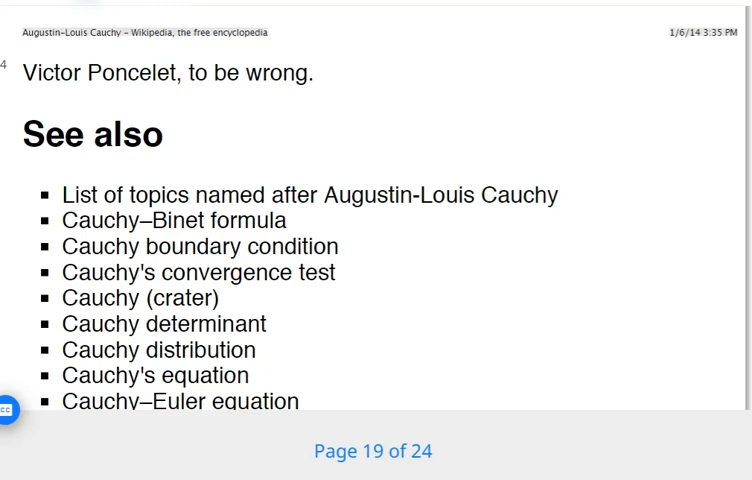 Augustin–Louis Cauchy – Wikipedia, the free encyclopedia 1/6/14 3:35 PM
4
Victor Poncelet, to be wrong.
See also
List of topics named after Augustin-Louis Cauchy
Cauchy–Binet formula
Cauchy boundary condition
Cauchy's convergence test
Cauchy (crater)
Cauchy determinant
Cauchy distribution
Cauchy's equation
Cauchy–Euler equation
cc
Page 19 of 24